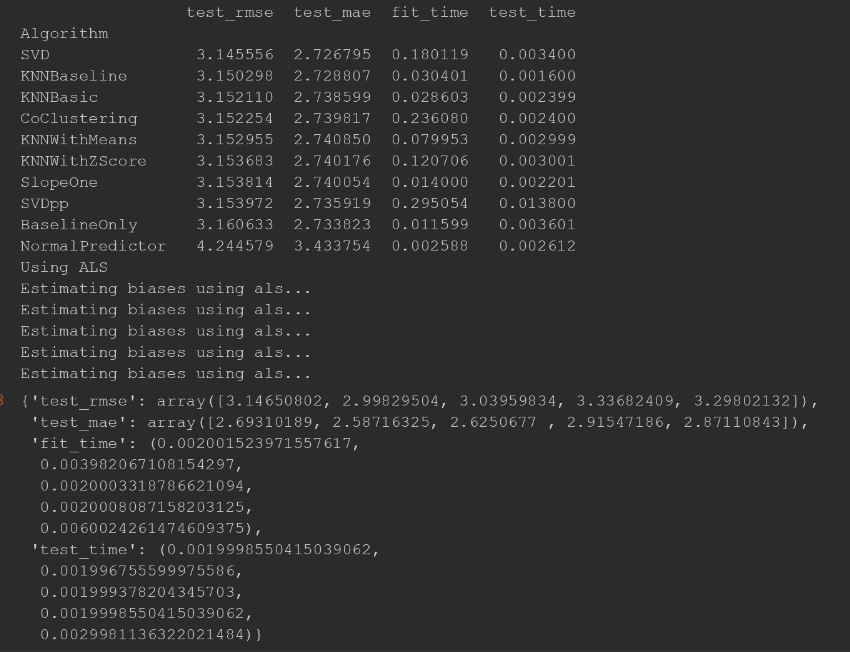 test_rmse test_mae fit_time test_time
Algorithm
SVD 3.145556 2.726795 0.180119 0.003400
KNNBaseline 3.150298 2.728807 0.030401 0.001600
KNNBasic 3.152110 2.738599 0.028603 0.002399
CoClustering 3.152254 2.739817 0.236080 0.002400
KNNWithMeans 3.152955 2.740850 0.079953 0.002999
KNNWithZScore 3.153683 2.740176 0.120706 0.003001
SlopeOne 3.153814 2.740054 0.014000 0.002201
SVDpp 3.153972 2.735919 0.295054 0.013800
BaselineOnly 3.160633 2.733823 0.011599 0.003601
NormalPredictor 4.244579 3.433754 0.002588 0.002612
Using ALS
Estimating biases using als...
Estimating biases using als...
Estimating biases using als...
Estimating biases using als...
Estimating biases using als...
{'test_rmse': array([3.14650802, 2.99829504, 3.03959834, 3.33682409, 3.29802132]),
'test_mae': array([2.69310189, 2.58716325, 2.6250677 , 2.91547186, 2.87110843]),
'fit_time': (0.002001523971557617,
0.003982067108154297,
0.0020003318786621094,
0.0020008087158203125,
0.0060024261474609375),
'test_time': (0.0019998550415039062,
0.001996755599975586,
0.001999378204345703,
0.0019998550415039062,
0.0029981136322021484)}